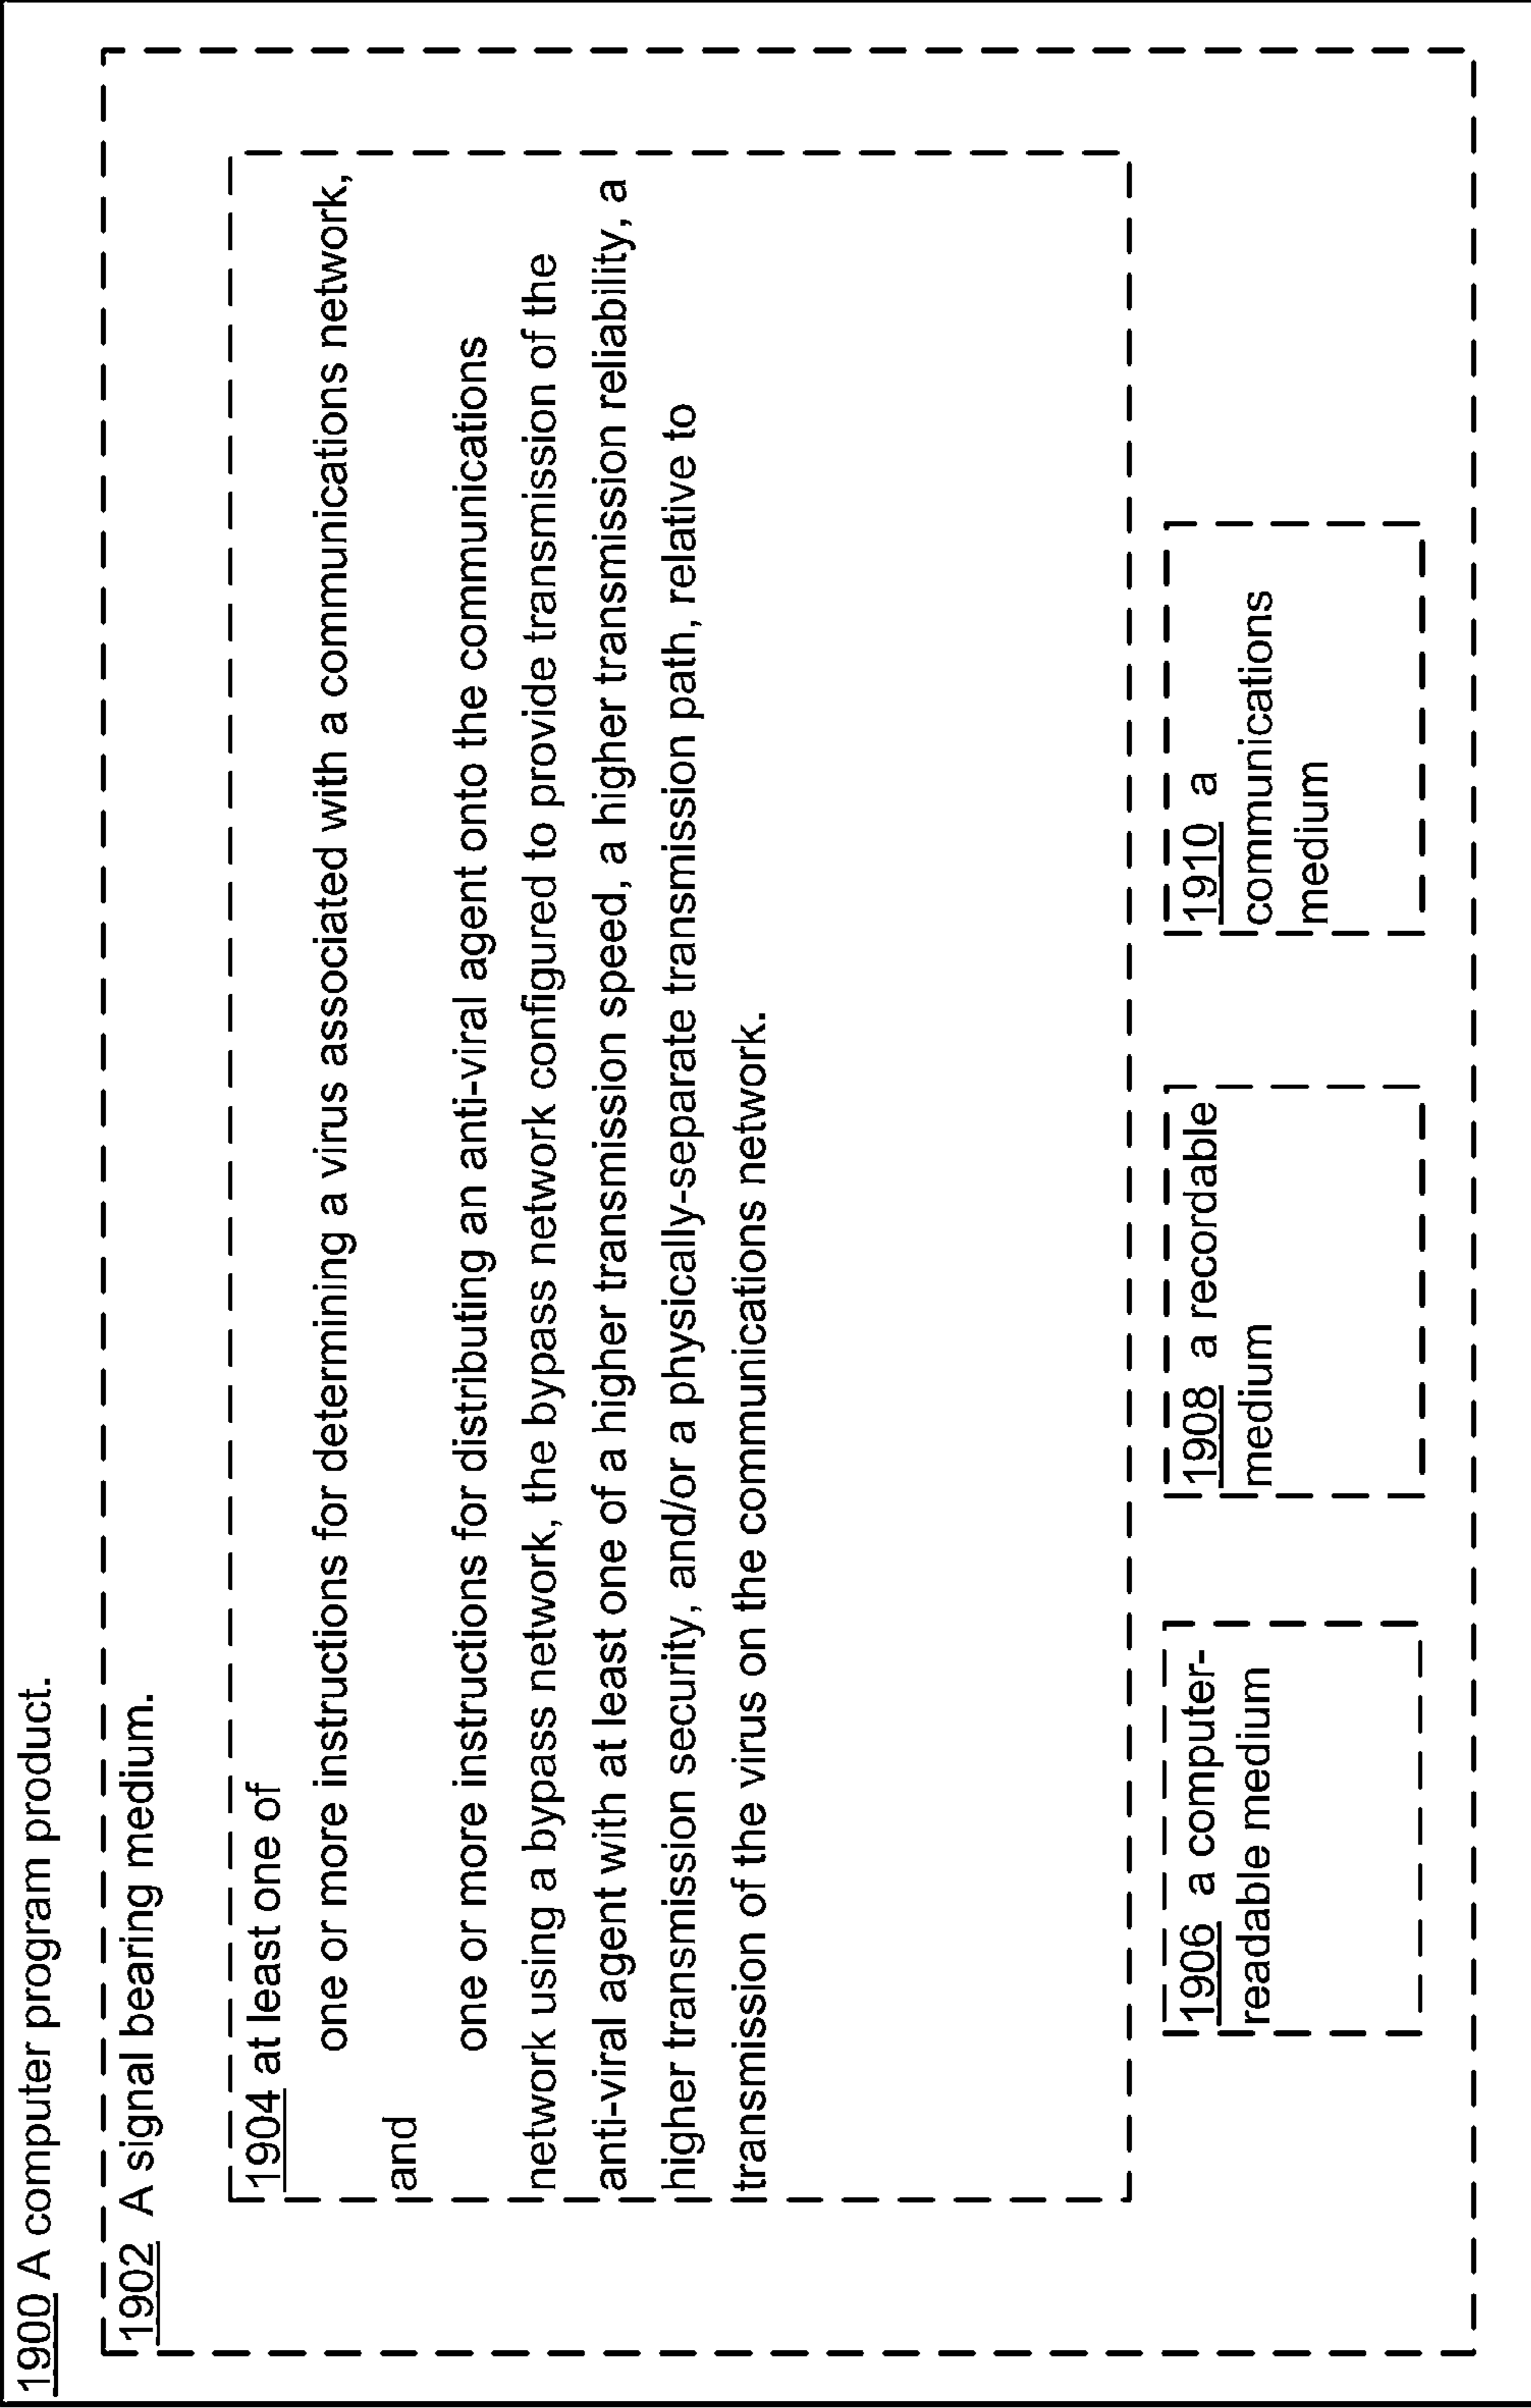 1900 A computer program product.
1902 A signal bearing medium.
1904 at least one of
one or more instructions for determining a virus associated with a communications network,
and
one or more instructions for distributing an anti-viral agent onto the communications
network using a bypass network, the bypass network configured to provide transmission of the
anti-viral agent with at least one of a higher transmission speed, a higher transmission reliability, a
higher transmission security, and/or a physically-separate transmission path, relative to
transmission of the virus on the communications network.
1906 a computer-
readable medium
1908 a recordable
medium
1910 a
communications
medium